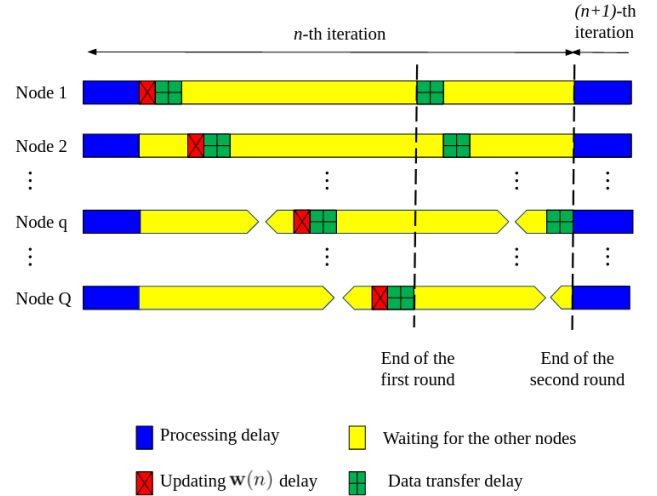 (n+1)-th
iteration
n-th iteration
Node 1
Node 2
Node q
Node Q
End of the
first round
End of the
second round
Processing delay
Waiting for the other nodes
Updating w(n) delay
Data transfer delay